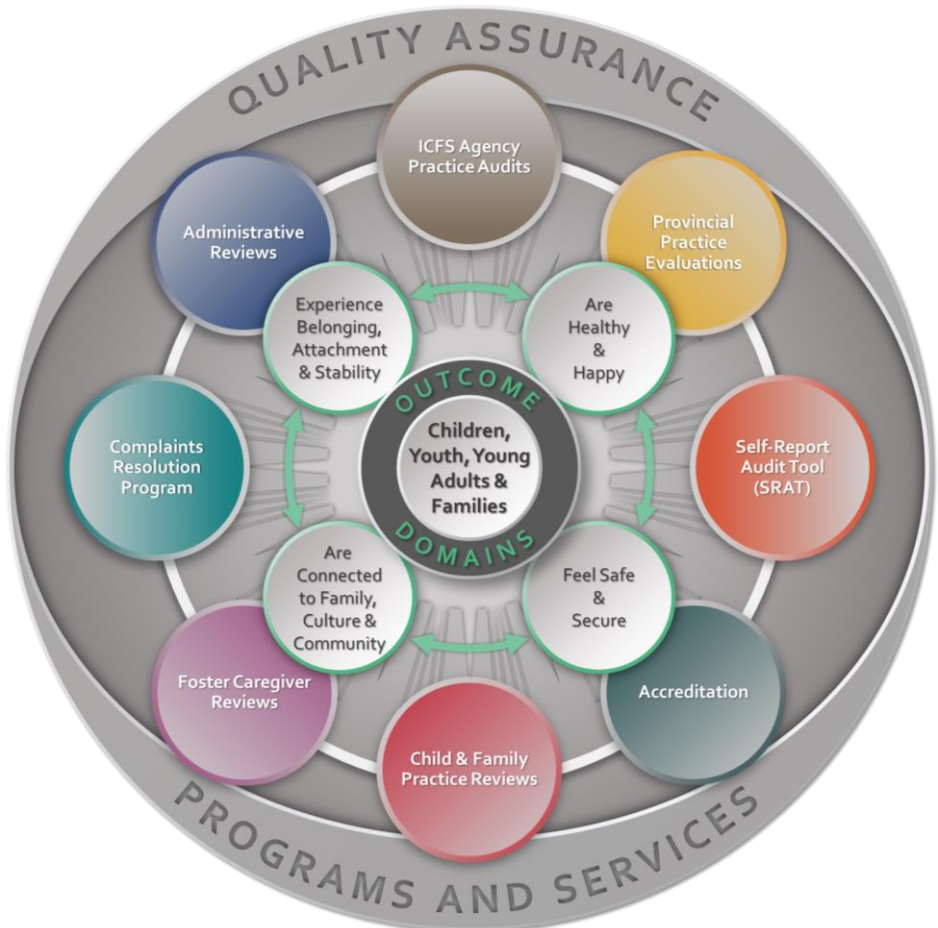 QUALITY ASSURANCE
ICFS Agency
Practice Audits
Provincial
Practice
Evaluations
Administrative
Reviews
Experience
Belonging,
Attachment
& Stability
Are
Healthy
&
Happy
OUTCOME
Children,
Youth, Young
Adults &
Families
DOMAINS
Complaints
Resolution
Program
Self-Report
Audit Tool
(SRAT)
Are
Connected
to Family,
Culture &
Community
Feel Safe
&
Secure
Foster Caregiver
Reviews
Accreditation
Child & Family
Practice Reviews
PROGRAMS AND SERVICES